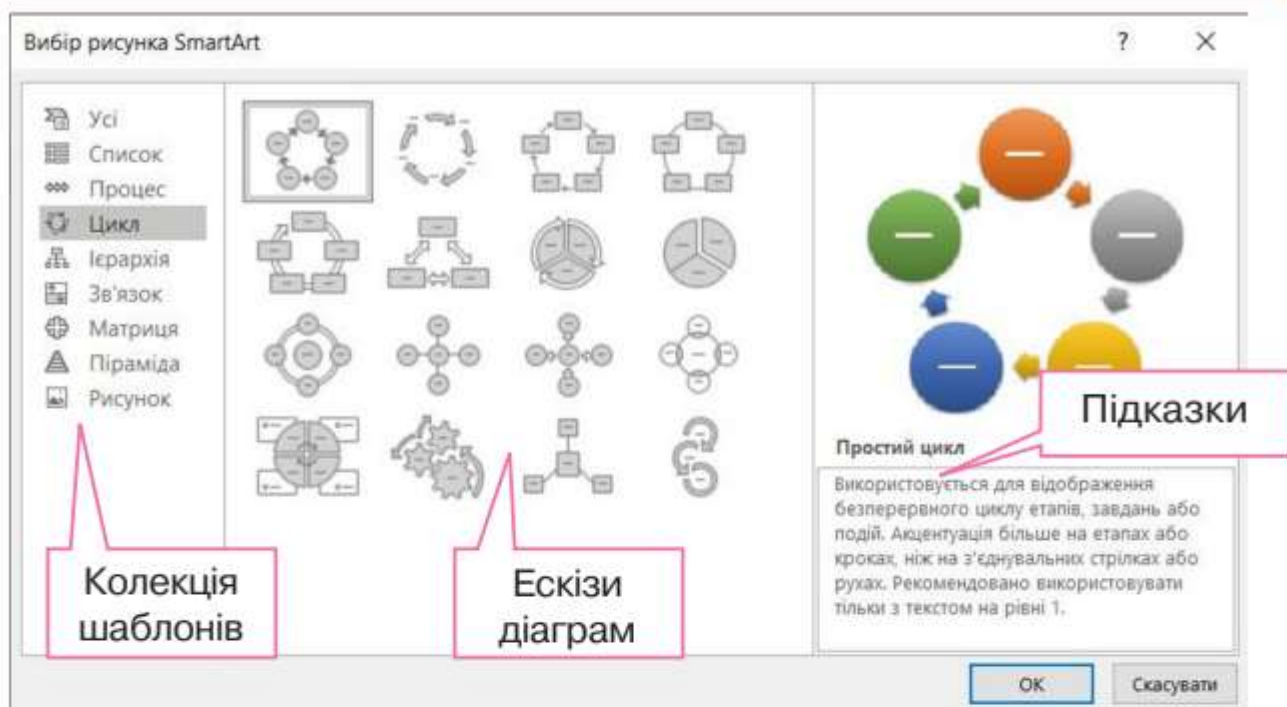 Вибір рисунка SmartArt
?
Усі
Список
Процес
Цикл
Ієрархія
Зв'язок
Матриця
Піраміда
Рисунок
Колекція
шаблонів
Ескізи
діаграм
Підказки
Простий цикл
Використовується для відображення
безперервного циклу етапів, завдань або
подій. Акцентуація більше на етапах або
кроках, ніж на з'єднувальних стрілках або
рухах. Рекомендовано використовувати
тільки з текстом на рівні 1.
ОК
Скасувати